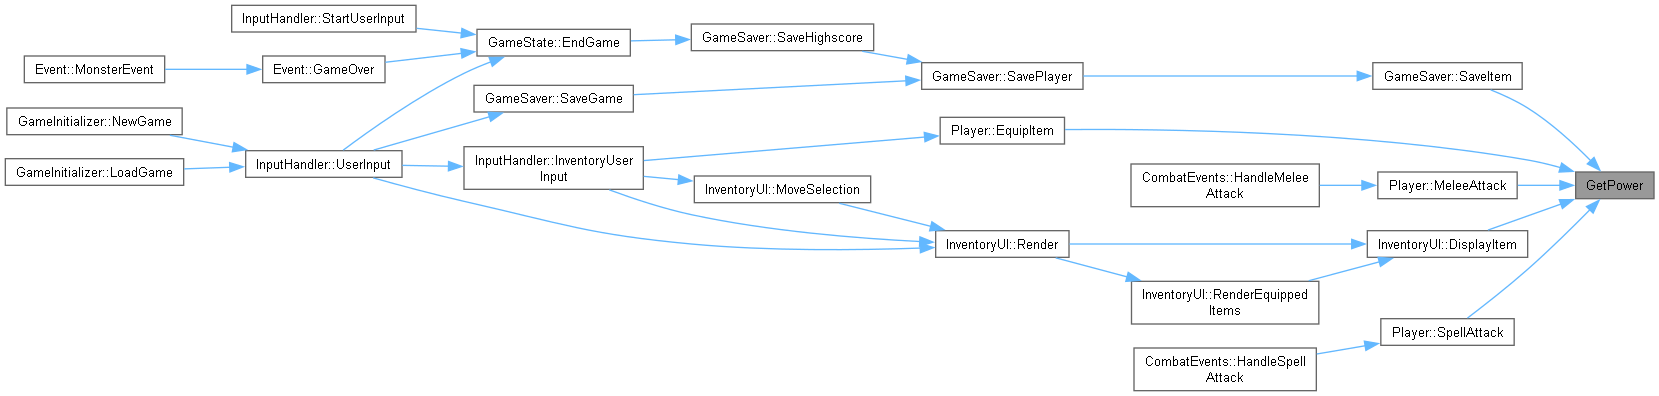 InputHandler::StartUserInput
GameState::EndGame
GameSaver::SaveHighscore
Event::MonsterEvent
Event::GameOver
GameSaver::SavePlayer
GameSaver::SaveItem
GameSaver::SaveGame
GameInitializer::NewGame
Player::EquipItem
InputHandler::UserInput
InputHandler::InventoryUser
Input
GameInitializer::LoadGame
InventoryUI::MoveSelection
CombatEvents::HandleMelee
Attack
Player::MeleeAttack
GetPower
InventoryUI::Render
InventoryUI::DisplayItem
InventoryUI::RenderEquipped
Items
Player::SpellAttack
CombatEvents::HandleSpell
Attack